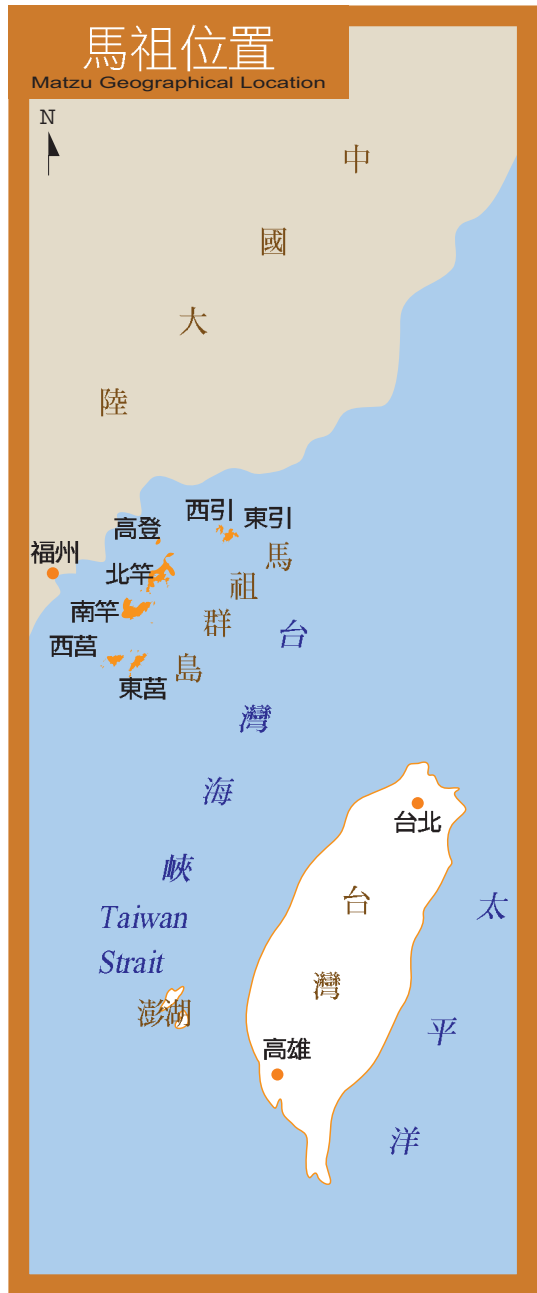 馬祖位置
Matzu Geographical Location
N
中國大陸
西引
東引
高登
福州
北竿
南竿
西莒
東莒
馬祖群島
台灣海峽
Taiwan
Strait
台北
台灣
太平洋
澎湖
高雄